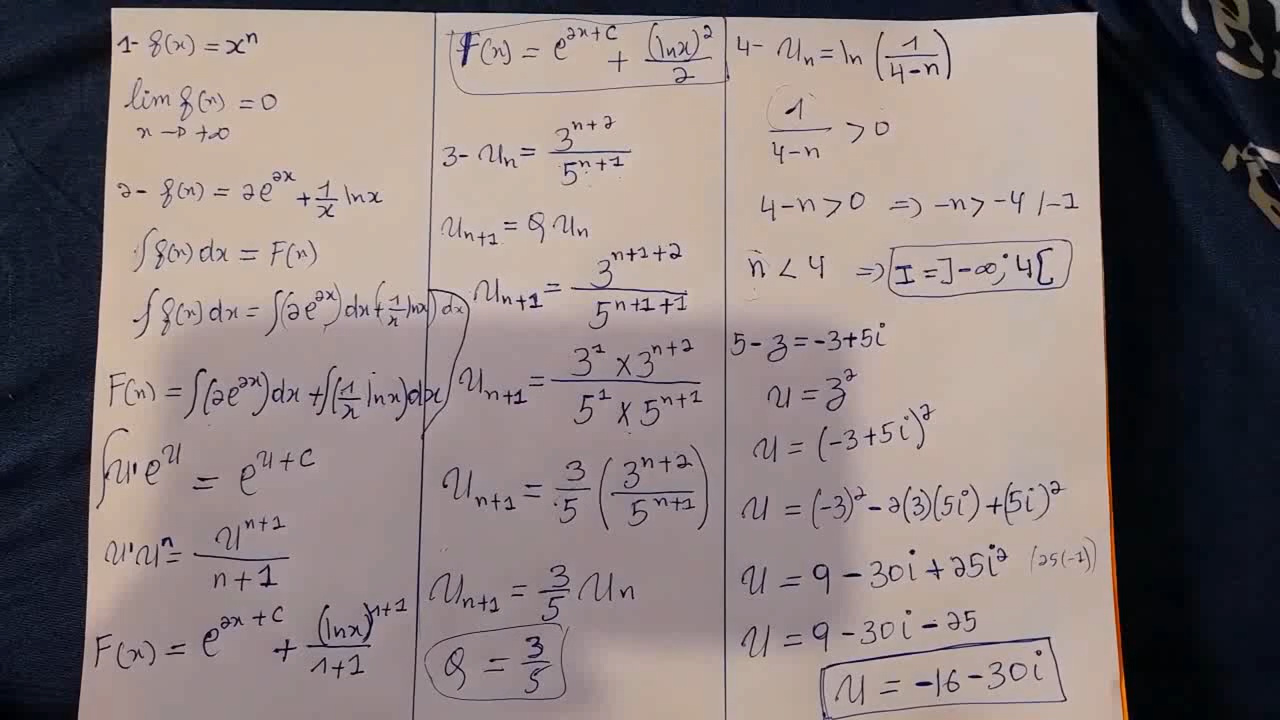 1- f(x) = xⁿ
lim f(x) = 0
x → +∞
2- f(x) = 2e^{2x} + 1/x lnx
∫f(x) dx = F(x)
∫f(x) dx = ∫(2e^{2x}) dx + (1/x lnx) dx
F(x) = ∫(2e^{2x}) dx + ∫(1/x lnx) dx
∫u'e^u = e^{u+c}
u'uⁿ = u^{n+1} / n+1
F(x) = e^{2x+c} + (lnx)^{1+1} / 1+1
F(x) = e^{2x+c} + (lnx)² / 2
3- Un = 3^{n+2} / 5^{n+1}
Un+1 = Q Un
Un+1 = 3^{n+1+2} / 5^{n+1+1}
Un+1 = 3¹ × 3^{n+2} / 5¹ × 5^{n+1}
Un+1 = 3/5 (3^{n+2} / 5^{n+1})
Un+1 = 3/5 Un
Q = 3/5
4- Un = ln (1 / 4-n)
1 / 4-n > 0
4-n > 0 => -n > -4 /-1
n < 4 => I = ]-∞; 4[
5- z = -3+5i
U = z²
U = (-3+5i)²
U = (-3)² - 2(3)(5i) + (5i)²
U = 9 - 30i + 25i² (25(-1))
U = 9 - 30i - 25
U = -16 - 30i